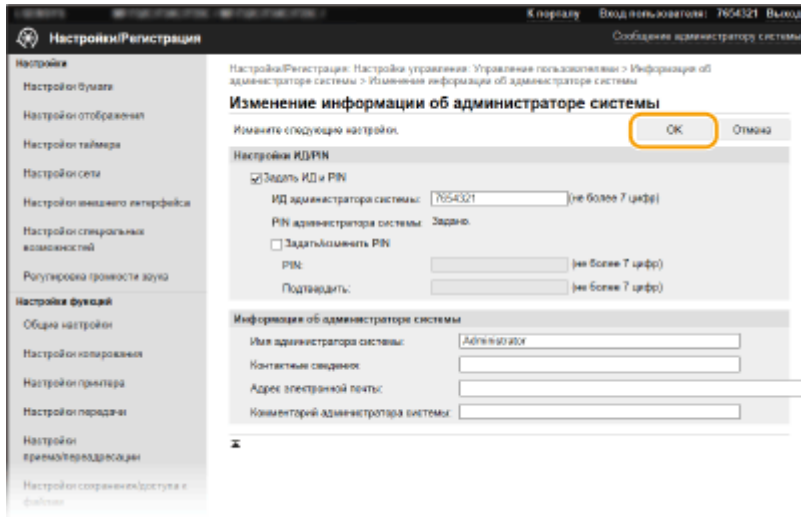 К порталу Вход пользователя: 7654321 Выход
Настройки/Регистрация
Сообщение администратору системы
Настройки
Настройки бумаги
Настройки отображения
Настройки таймера
Настройки сети
Настройки внешнего интерфейса
Настройки специальных
возможностей
Регулировка громкости звука
Настройки функций
Общие настройки
Настройки копирования
Настройки принтера
Настройки передачи
Настройки
приема/переадресации
Настройки сохранения/доступа к
файлам
Настройка/Регистрация: Настройки управления: Управление пользователями > Информация об
администраторе системы > Изменение информации об администраторе системы
Изменение информации об администраторе системы
Измените следующие настройки.
OK Отмена
Настройки ИД/PIN
Задать ИД и PIN
ИД администратора системы: 7654321 (не более 7 цифр)
PIN администратора системы: Задано.
Задать/изменить PIN
PIN: (не более 7 цифр)
Подтвердить: (не более 7 цифр)
Информация об администраторе системы
Имя администратора системы: Administrator
Контактные сведения:
Адрес электронной почты:
Комментарий администратора системы: